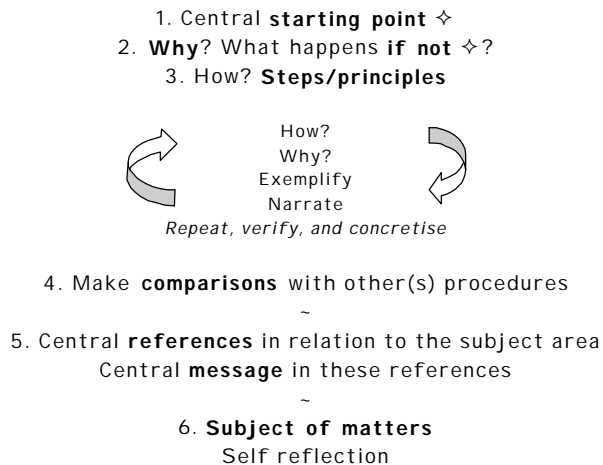 1. Central starting point ✧
2. Why? What happens if not ✧?
3. How? Steps/principles
How?
Why?
Exemplify
Narrate
Repeat, verify, and concretise
4. Make comparisons with other(s) procedures
~
5. Central references in relation to the subject area
Central message in these references
~
6. Subject of matters
Self reflection